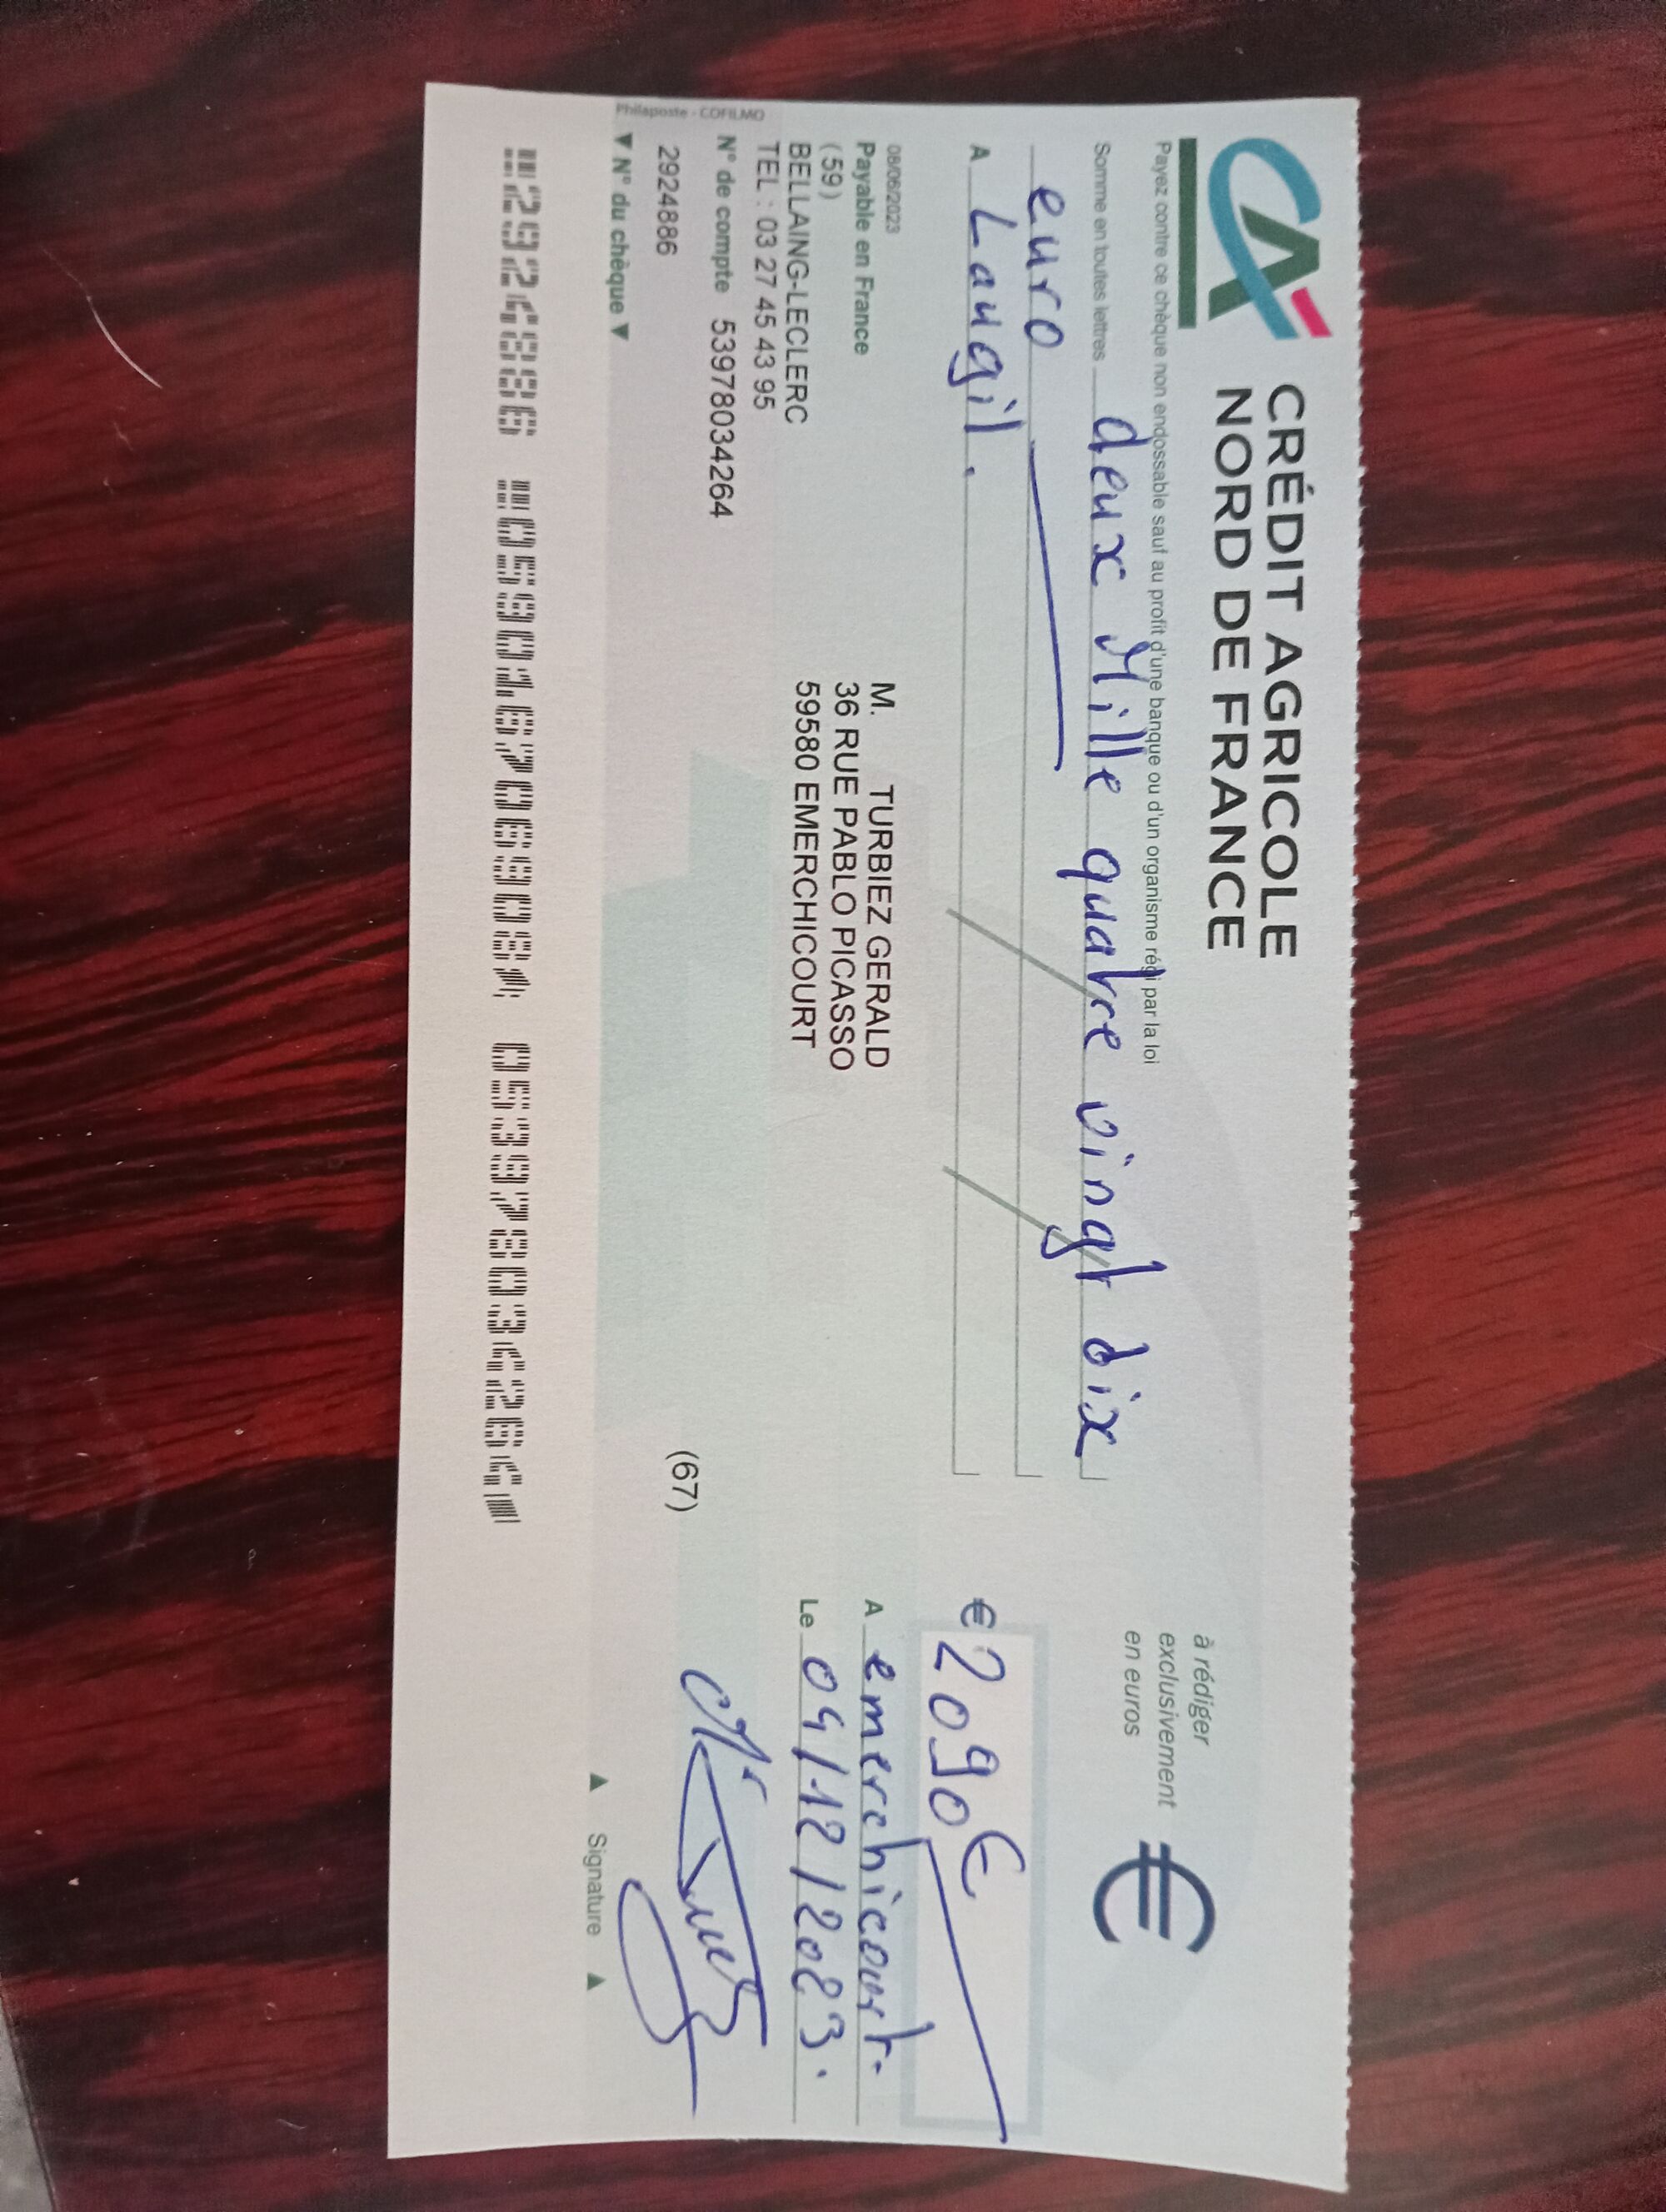 CRÉDIT AGRICOLE
NORD DE FRANCE
Payez contre ce chèque non endossable sauf au profit d'une banque ou d'un organisme régi par la loi
à rédiger
exclusivement
en euros
€
Somme en toutes lettres deux Mille quatre vingt dix
euro
A Laugil.
€ 2090€
08/06/2023
Payable en France
(59)
BELLAING-LECLERC
TEL : 03 27 45 43 95
N° de compte 53978034264
2924886
M. TURBIEZ GERALD
36 RUE PABLO PICASSO
59580 EMERCHICOURT
A emerchicourt.
Le 04/12/2023.
(67)
Philaposte - COFILMO
▼ N° du chèque ▼
▲ Signature ▲
2924886 059016706908 053978034264